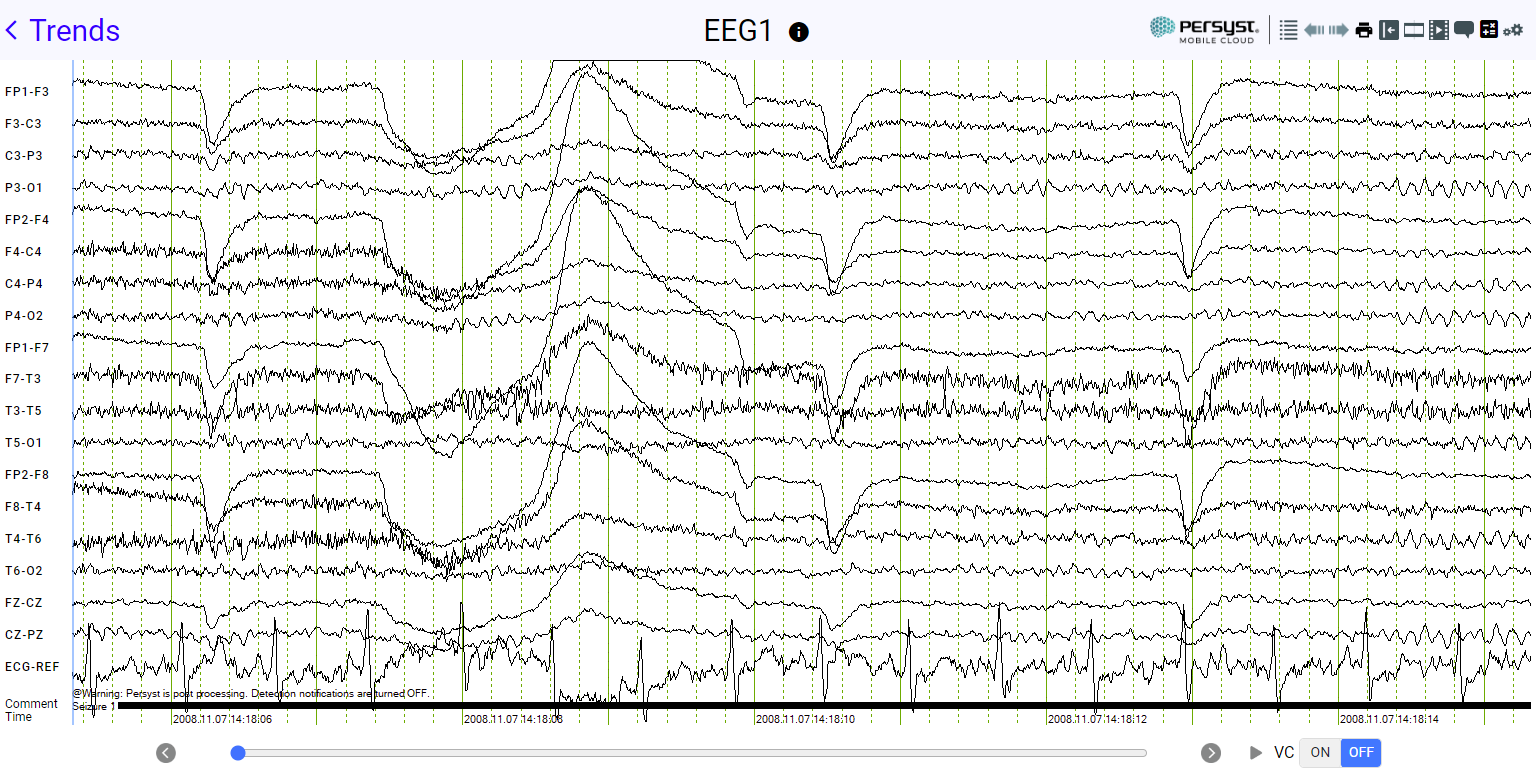 Trends
EEG1
PERSYST
MOBILE CLOUD
FP1-F3
F3-C3
C3-P3
P3-O1
FP2-F4
F4-C4
C4-P4
P4-O2
FP1-F7
F7-T3
T3-T5
T5-O1
FP2-F8
F8-T4
T4-T6
T6-O2
FZ-CZ
CZ-PZ
ECG-REF
@Warning: Persyst is post processing. Detection notifications are turned OFF.
Comment
Seizure
Time
2008.11.07 14:18:06
2008.11.07 14:18:08
2008.11.07 14:18:10
2008.11.07 14:18:12
2008.11.07 14:18:14
VC
ON
OFF